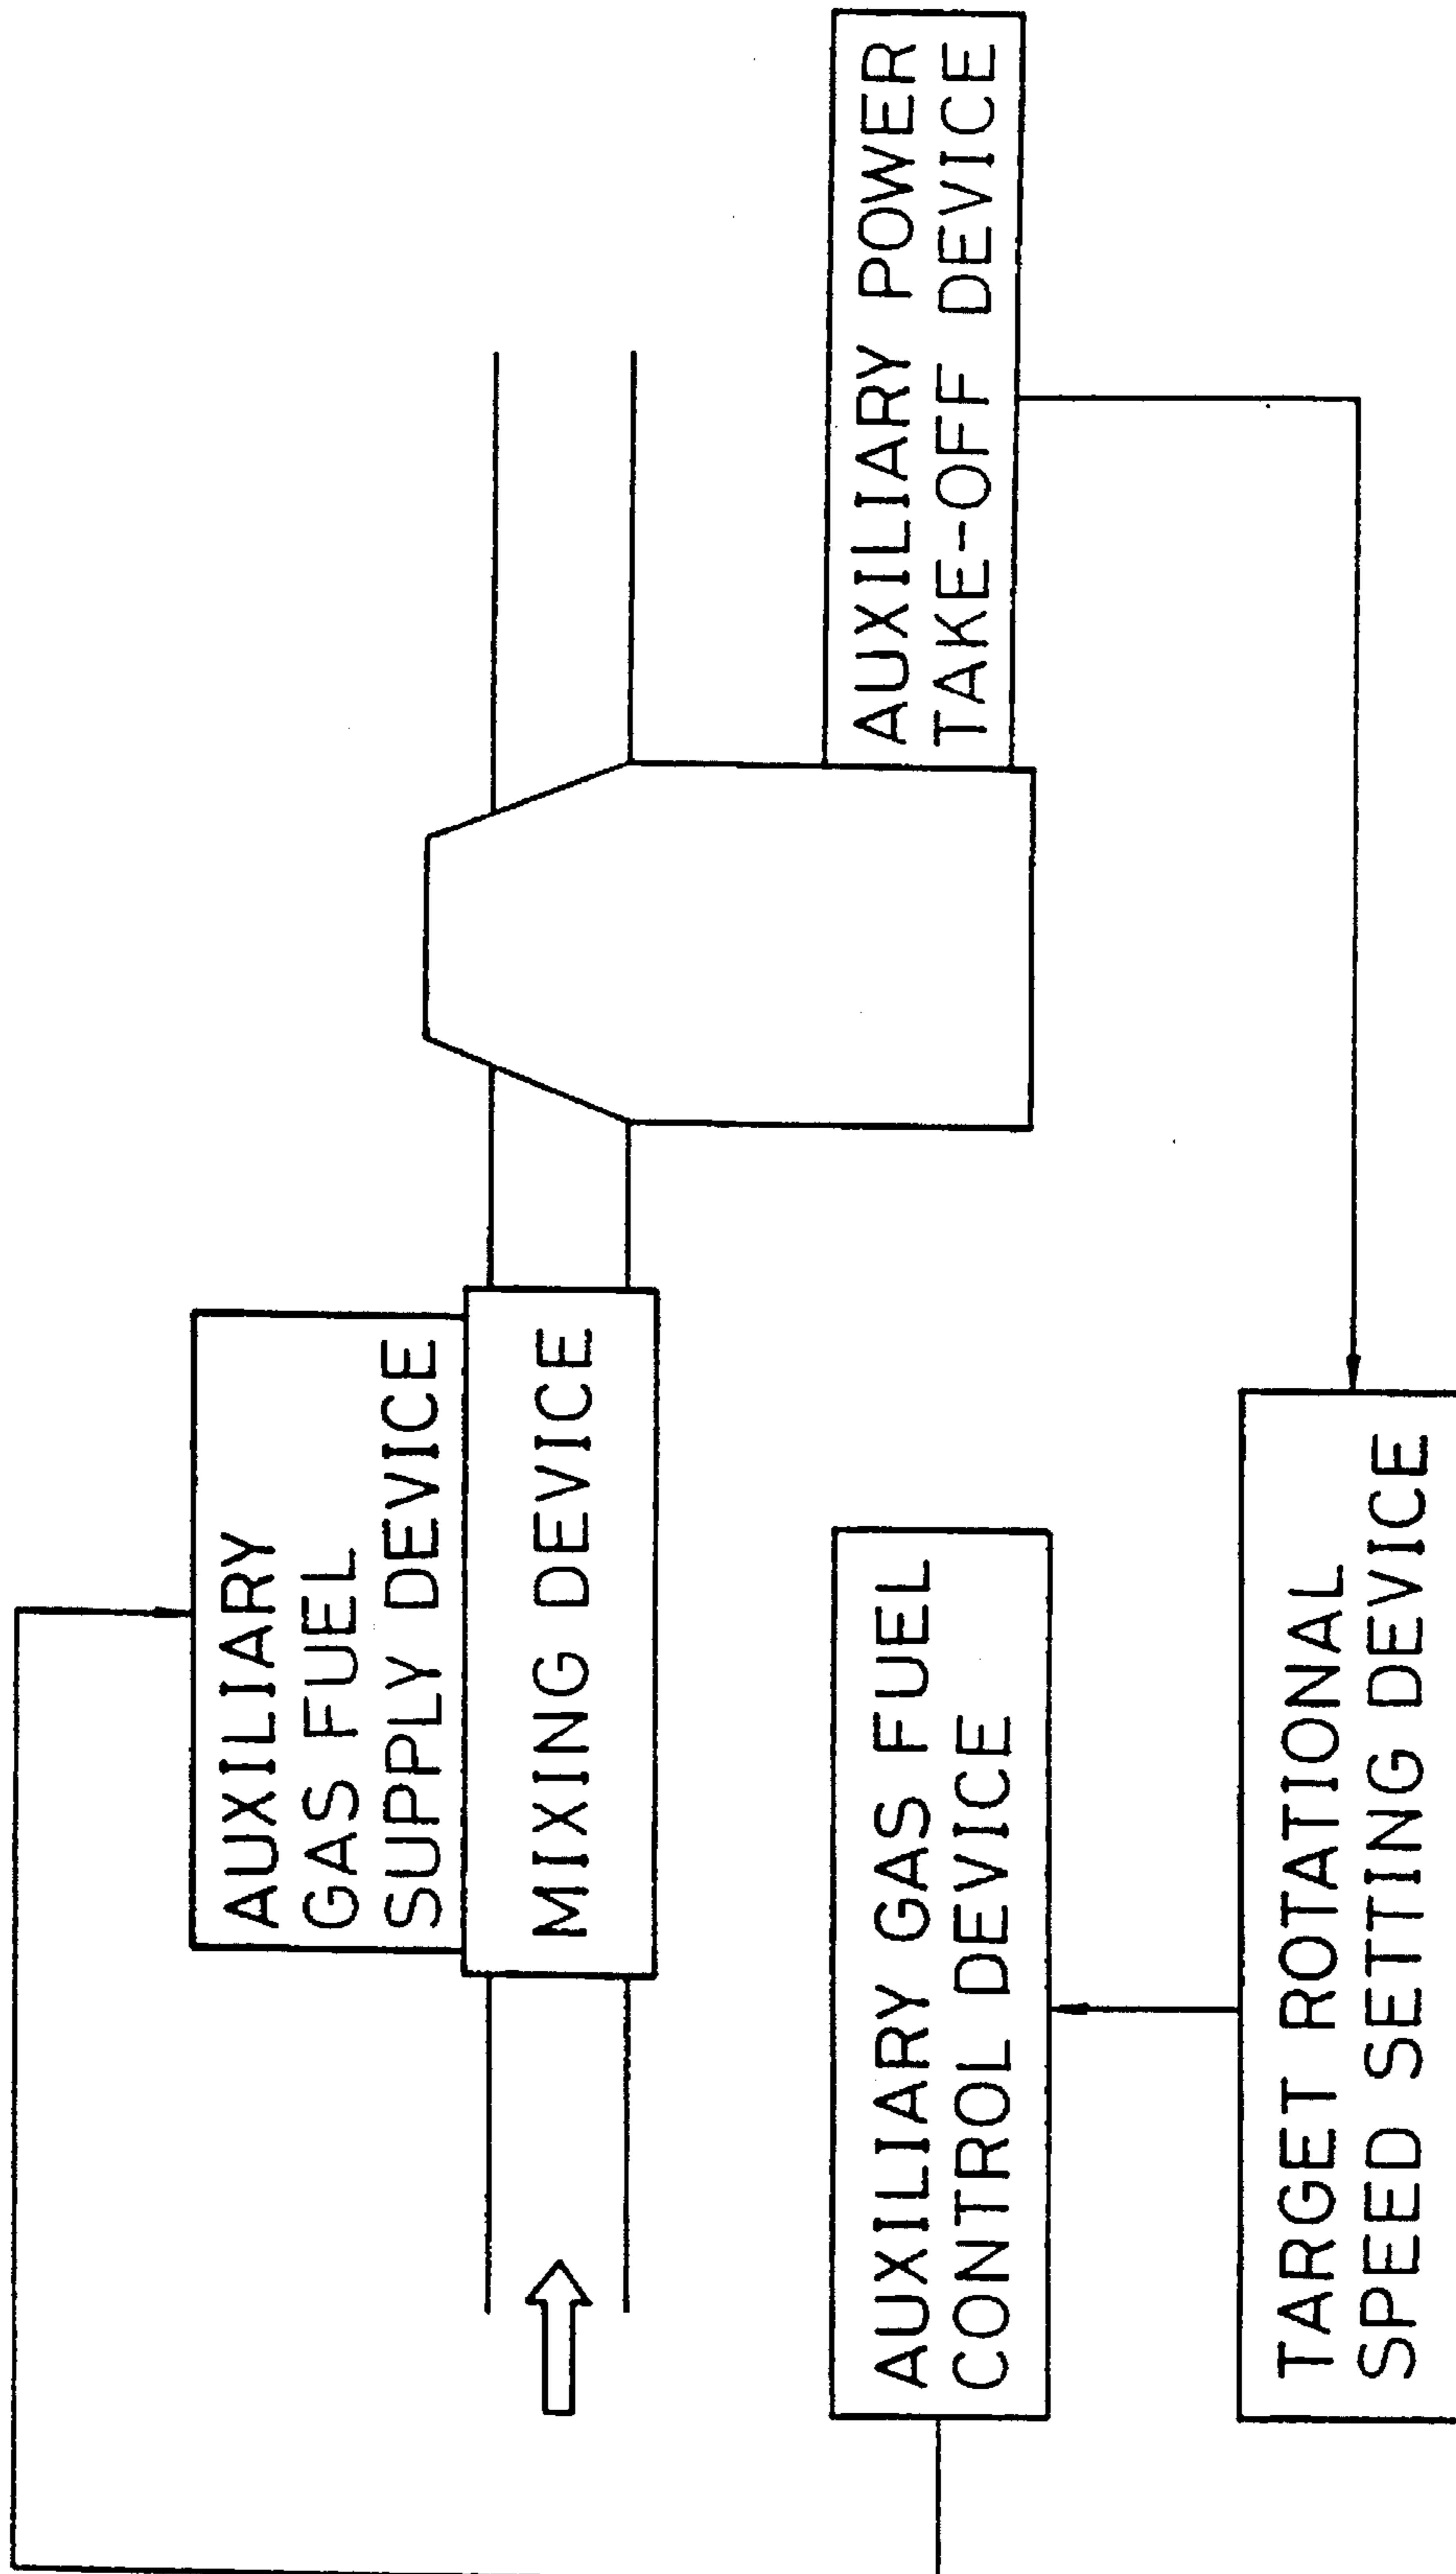 AUXILIARY
GAS FUEL
SUPPLY DEVICE
MIXING DEVICE
AUXILIARY POWER
TAKE-OFF DEVICE
AUXILIARY GAS FUEL
CONTROL DEVICE
TARGET ROTATIONAL
SPEED SETTING DEVICE